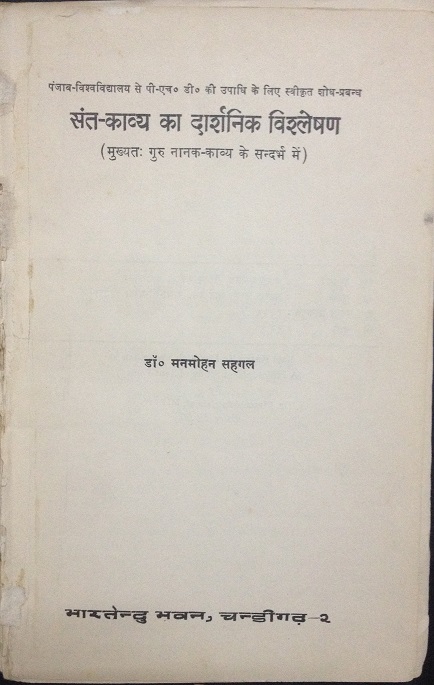 पंजाब-विश्वविद्यालय से पी-एच० डी० की उपाधि के लिए स्वीकृत शोध-प्रबन्ध
संत-काव्य का दार्शनिक विश्लेषण
(मुख्यतः गुरु नानक-काव्य के सन्दर्भ में)
डॉ० मनमोहन सहगल
भारतेन्दु भवन, चन्डीगढ़-२